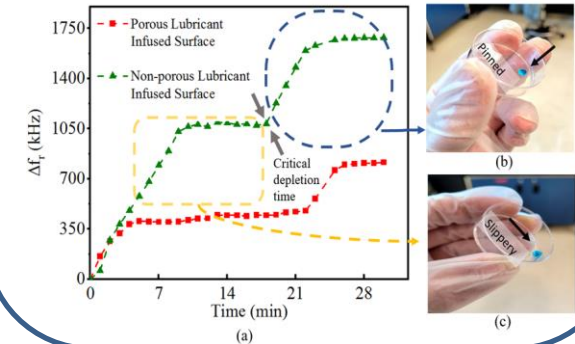 (a)
1750
1400
1050
700
350
0
Δfᵣ (kHz)
Porous Lubricant
Infused Surface
Non-porous Lubricant
Infused Surface
Critical
depletion
time
0 7 14 21 28
Time (min)
(a)
Pinned
(b)
Slippery
(c)